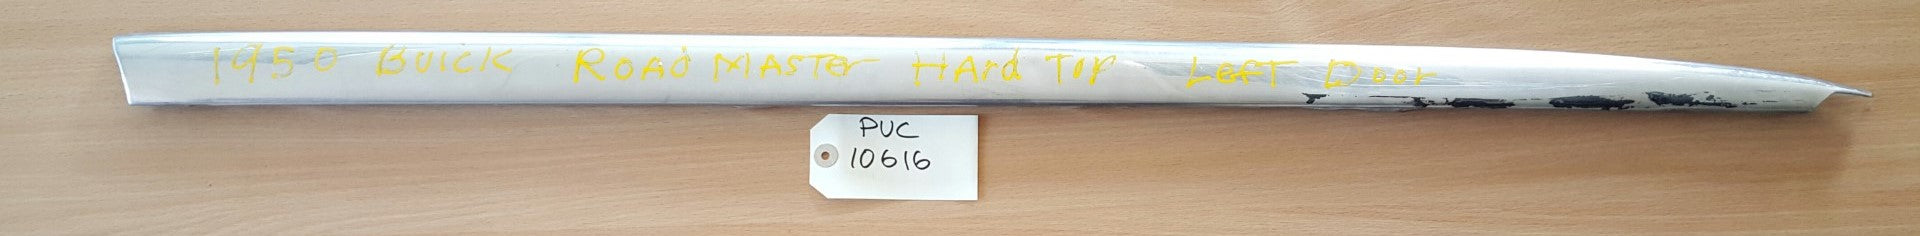 1950 BUICK ROAd MASTer HArd TOP LeFT Door
PUC
10616